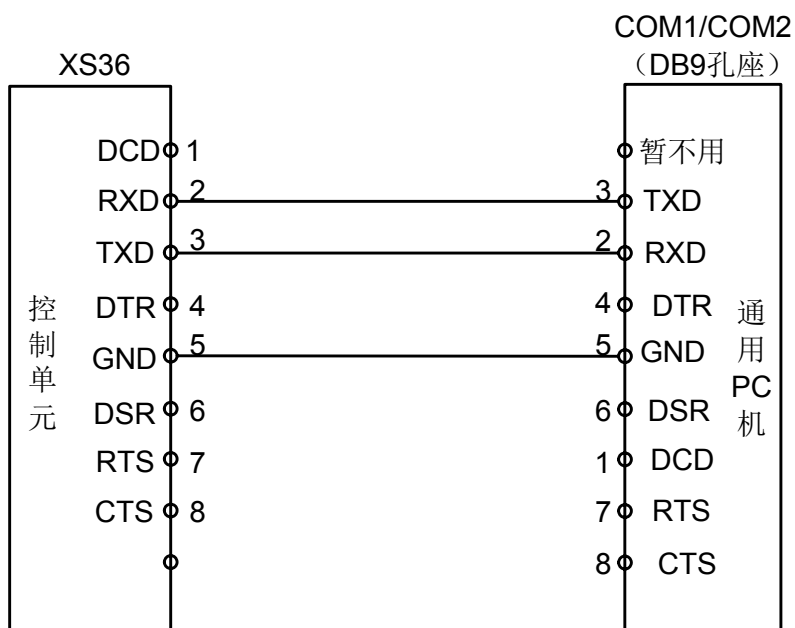 COM1/COM2
XS36
（DB9孔座）
DCD 1
暂不用
RXD 2
3 TXD
TXD 3
2 RXD
DTR 4
4 DTR
GND 5
5 GND
DSR 6
6 DSR
RTS 7
1 DCD
CTS 8
7 RTS
8 CTS
控制单元
通用PC机